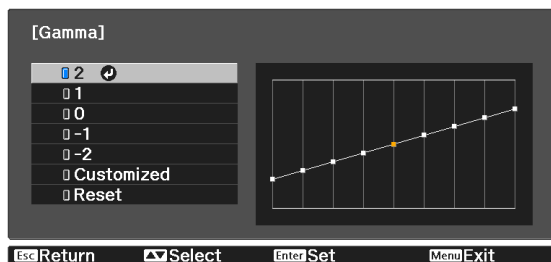 [Gamma]
2
1
0
-1
-2
Customized
Reset
Esc Return Select Enter Set Menu Exit